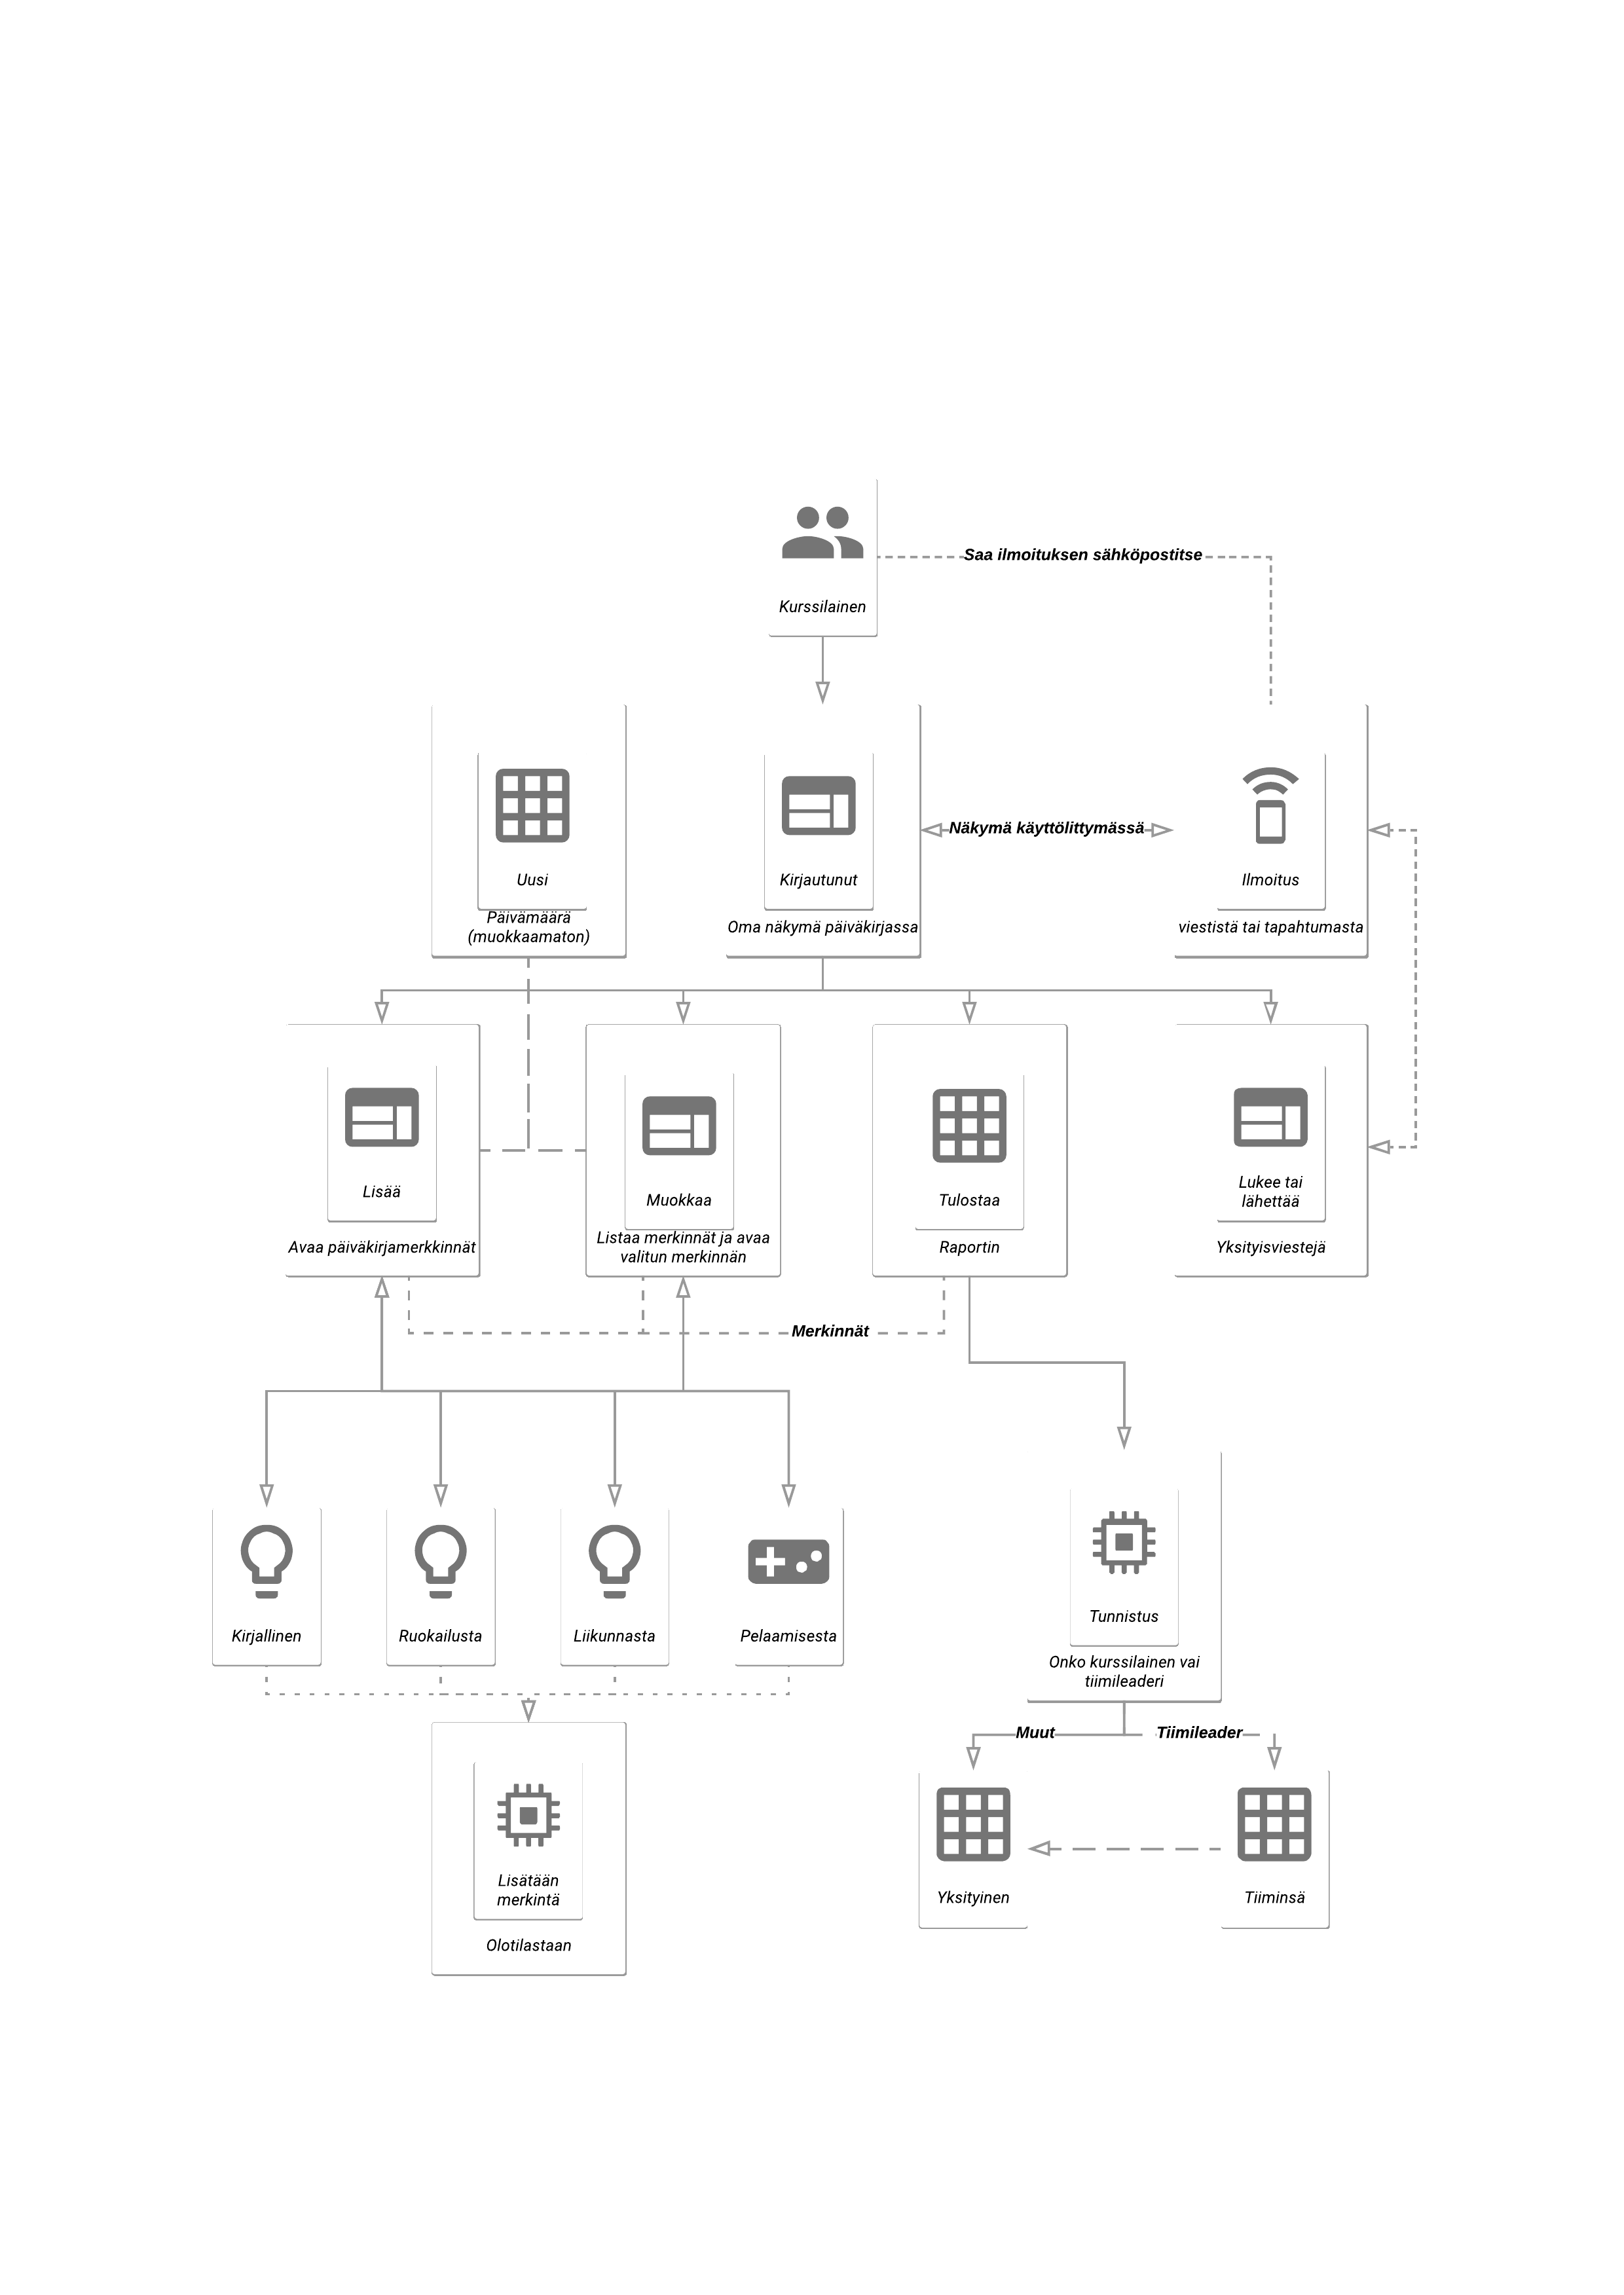 Kurssilainen
Saa ilmoituksen sähköpostitse
Uusi
Päivämäärä
(muokkaamaton)
Kirjautunut
Oma näkymä päiväkirjassa
Näkymä käyttölittymässä
Ilmoitus
viestistä tai tapahtumasta
Lisää
Avaa päiväkirjamerkkinnät
Muokkaa
Listaa merkinnät ja avaa
valitun merkinnän
Tulostaa
Raportin
Lukee tai
lähettää
Yksityisviestejä
Merkinnät
Kirjallinen
Ruokailusta
Liikunnasta
Pelaamisesta
Tunnistus
Onko kurssilainen vai
tiimileaderi
Muut
Tiimileader
Lisätään
merkintä
Olotilastaan
Yksityinen
Tiiminsä